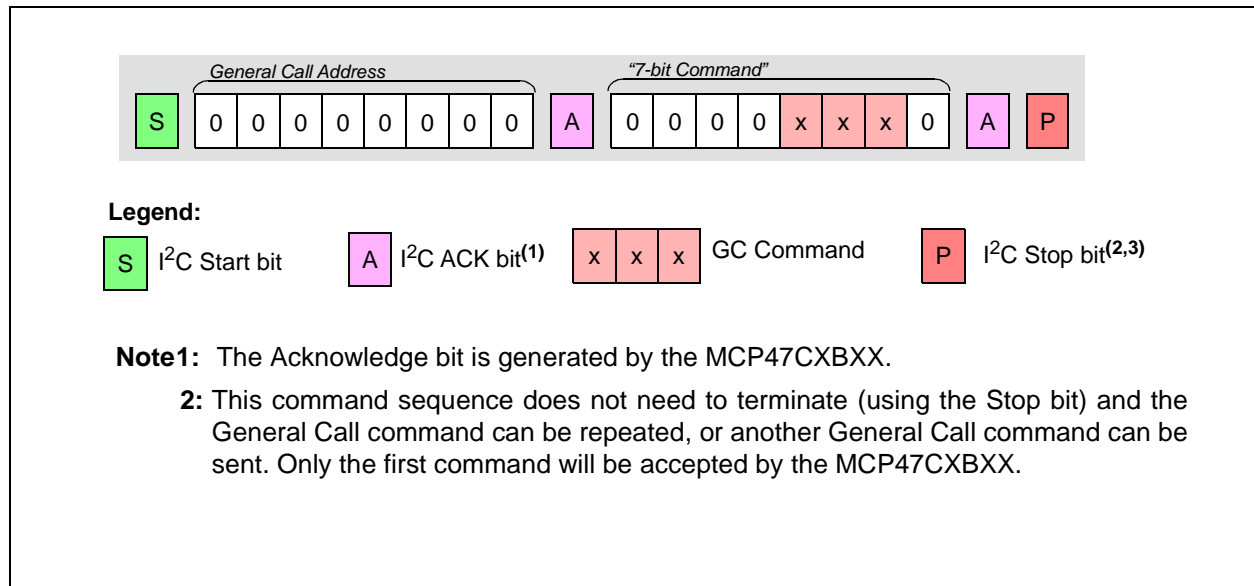 General Call Address "7-bit Command"
S 0 0 0 0 0 0 0 0 A 0 0 0 0 x x x 0 A P
Legend:
S I²C Start bit A I²C ACK bit(1) x x x GC Command P I²C Stop bit(2,3)
Note1: The Acknowledge bit is generated by the MCP47CXBXX.
2: This command sequence does not need to terminate (using the Stop bit) and the
General Call command can be repeated, or another General Call command can be
sent. Only the first command will be accepted by the MCP47CXBXX.